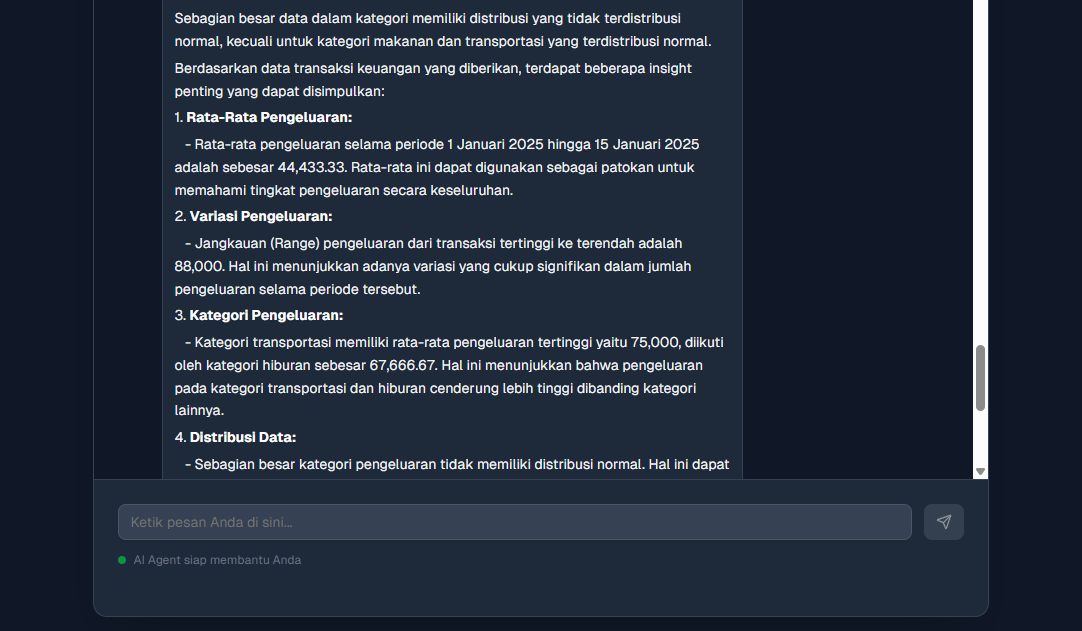 Sebagian besar data dalam kategori memiliki distribusi yang tidak terdistribusi
normal, kecuali untuk kategori makanan dan transportasi yang terdistribusi normal.
Berdasarkan data transaksi keuangan yang diberikan, terdapat beberapa insight
penting yang dapat disimpulkan:
1. Rata-Rata Pengeluaran:
- Rata-rata pengeluaran selama periode 1 Januari 2025 hingga 15 Januari 2025
adalah sebesar 44,433.33. Rata-rata ini dapat digunakan sebagai patokan untuk
memahami tingkat pengeluaran secara keseluruhan.
2. Variasi Pengeluaran:
- Jangkauan (Range) pengeluaran dari transaksi tertinggi ke terendah adalah
88,000. Hal ini menunjukkan adanya variasi yang cukup signifikan dalam jumlah
pengeluaran selama periode tersebut.
3. Kategori Pengeluaran:
- Kategori transportasi memiliki rata-rata pengeluaran tertinggi yaitu 75,000, diikuti
oleh kategori hiburan sebesar 67,666.67. Hal ini menunjukkan bahwa pengeluaran
pada kategori transportasi dan hiburan cenderung lebih tinggi dibanding kategori
lainnya.
4. Distribusi Data:
- Sebagian besar kategori pengeluaran tidak memiliki distribusi normal. Hal ini dapat
Ketik pesan Anda di sini...
AI Agent siap membantu Anda